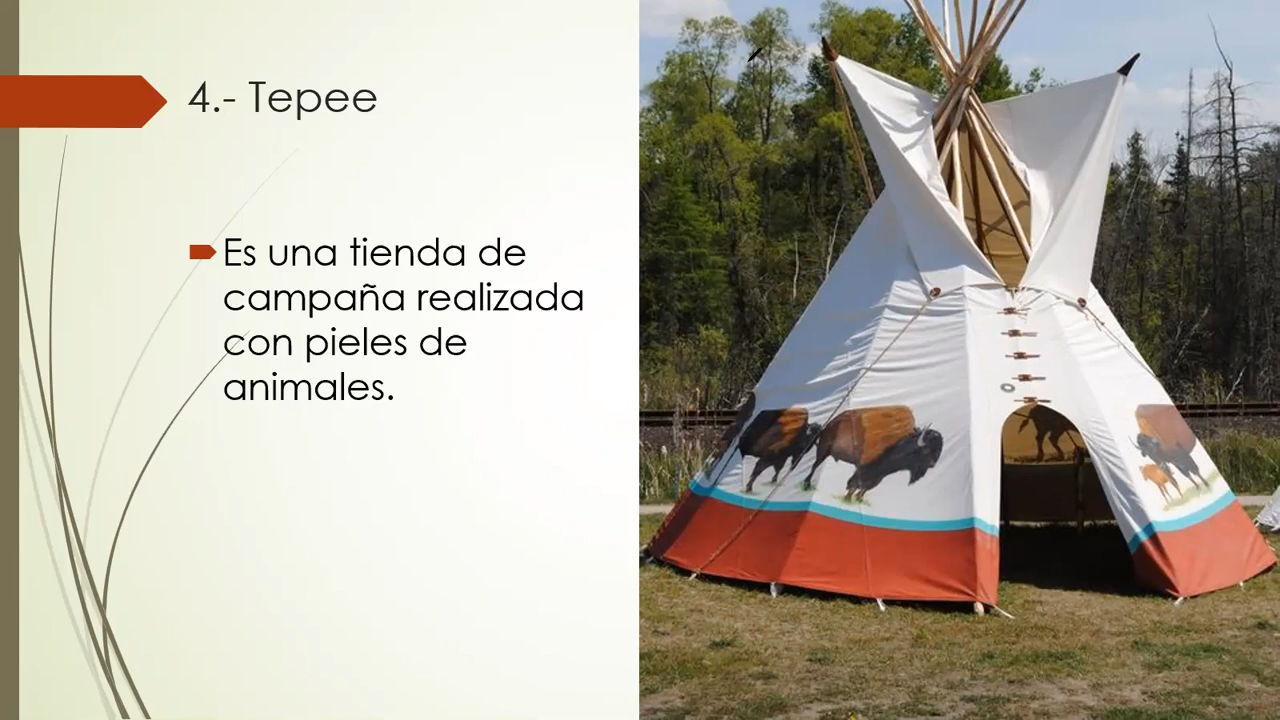 4.- Tepee
Es una tienda de
campaña realizada
con pieles de
animales.